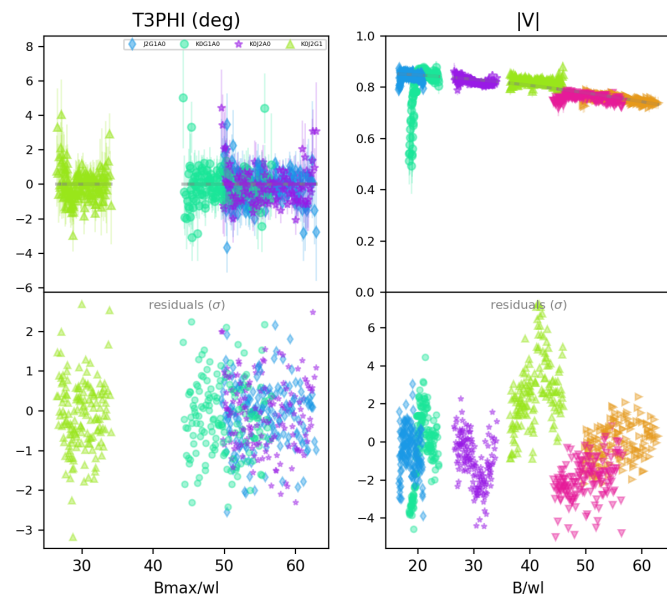 T3PHI (deg)
|V|
J2G1A0 K0G1A0 K0J2A0 K0J2G1
8
6
4
2
0
−2
−4
−6
1.0
0.8
0.6
0.4
0.2
0.0
residuals (σ)
residuals (σ)
2
1
0
−1
−2
−3
6
4
2
0
−2
−4
30 40 50 60
20 30 40 50 60
Bmax/wl
B/wl